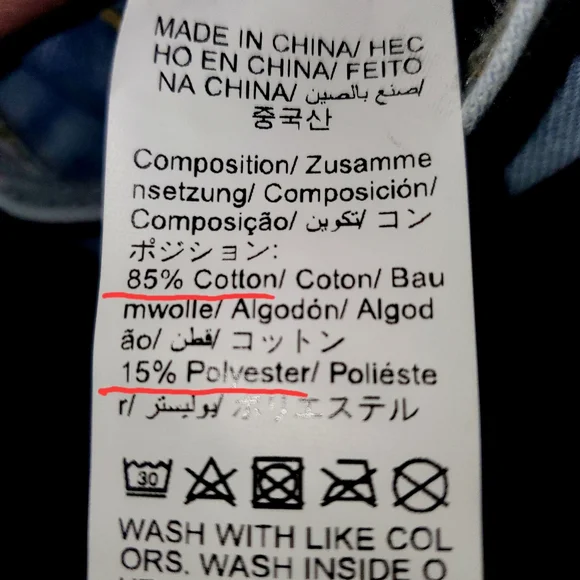 MADE IN CHINA/ HEC
HO EN CHINA/ FEITO
NA CHINA/ صنع بالصين/
중국산
Composition/ Zusamme
nsetzung/ Composición/
Composição/ تكوين/ コン
ポジション:
85% Cotton/ Coton/ Bau
mwolle/ Algodón/ Algod
ão/ قطن/ コットン
15% Polyester/ Polieste
r/ بوليستر/ ポリエステル
30
WASH WITH LIKE COL
ORS. WASH INSIDE O